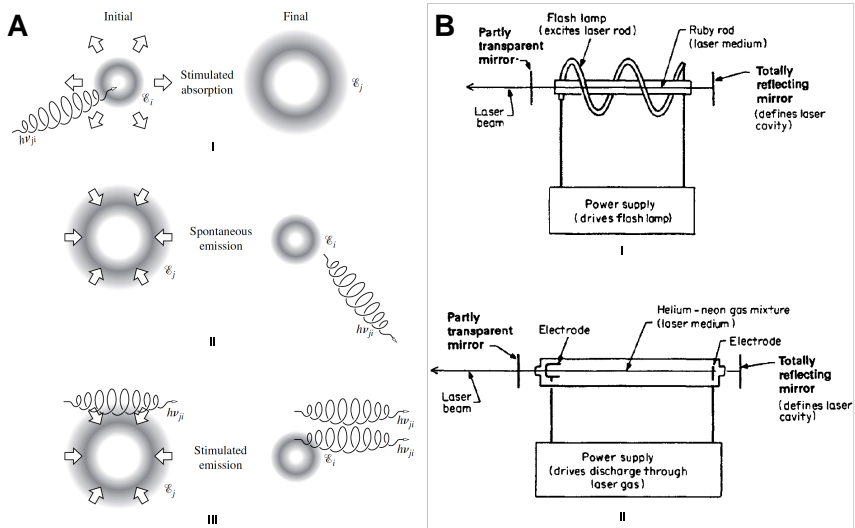 A
Initial
Final
ℰi
Stimulated
absorption
ℰj
hνji
I
Spontaneous
emission
ℰi
ℰj
hνji
II
hνji
hνji
Stimulated
emission
ℰi
hνji
ℰj
III
B
Flash lamp
(excites laser rod)
Partly
transparent
mirror
Ruby rod
(laser medium)
Totally
reflecting
mirror
(defines laser
cavity)
Laser
beam
Power supply
(drives flash lamp)
I
Helium-neon gas mixture
(laser medium)
Partly
transparent
mirror
Electrode
Electrode
Totally
reflecting
mirror
(defines laser
cavity)
Laser
beam
Power supply
(drives discharge through
laser gas)
II